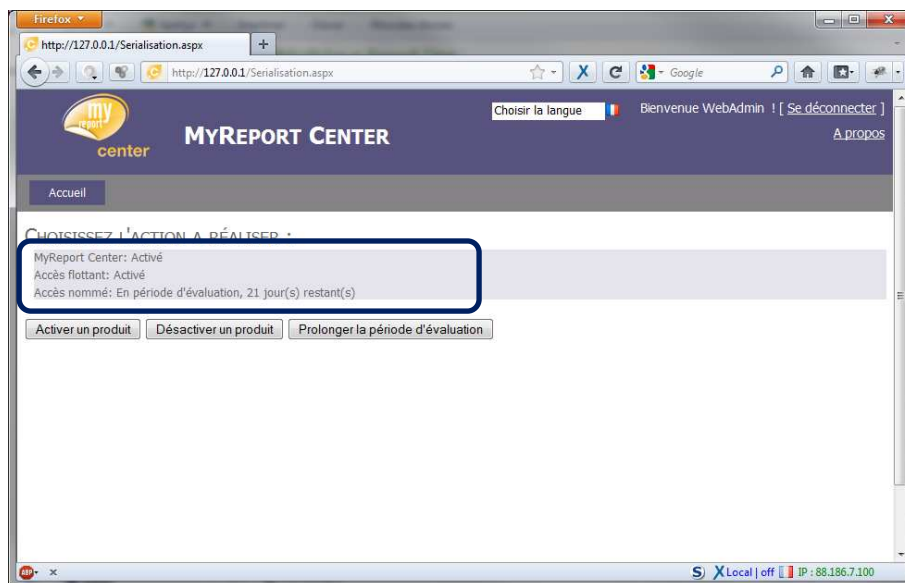 Firefox
http://127.0.0.1/Serialisation.aspx
http://127.0.0.1/Serialisation.aspx
Google
my
report
center
MYREPORT CENTER
Choisir la langue
Bienvenue WebAdmin ! [ Se déconnecter ]
A propos
Accueil
CHOISISSEZ L'ACTION A RÉALISER :
MyReport Center: Activé
Accès flottant: Activé
Accès nommé: En période d'évaluation, 21 jour(s) restant(s)
Activer un produit Désactiver un produit Prolonger la période d'évaluation
ABP
S X Local | off IP : 88.186.7.100